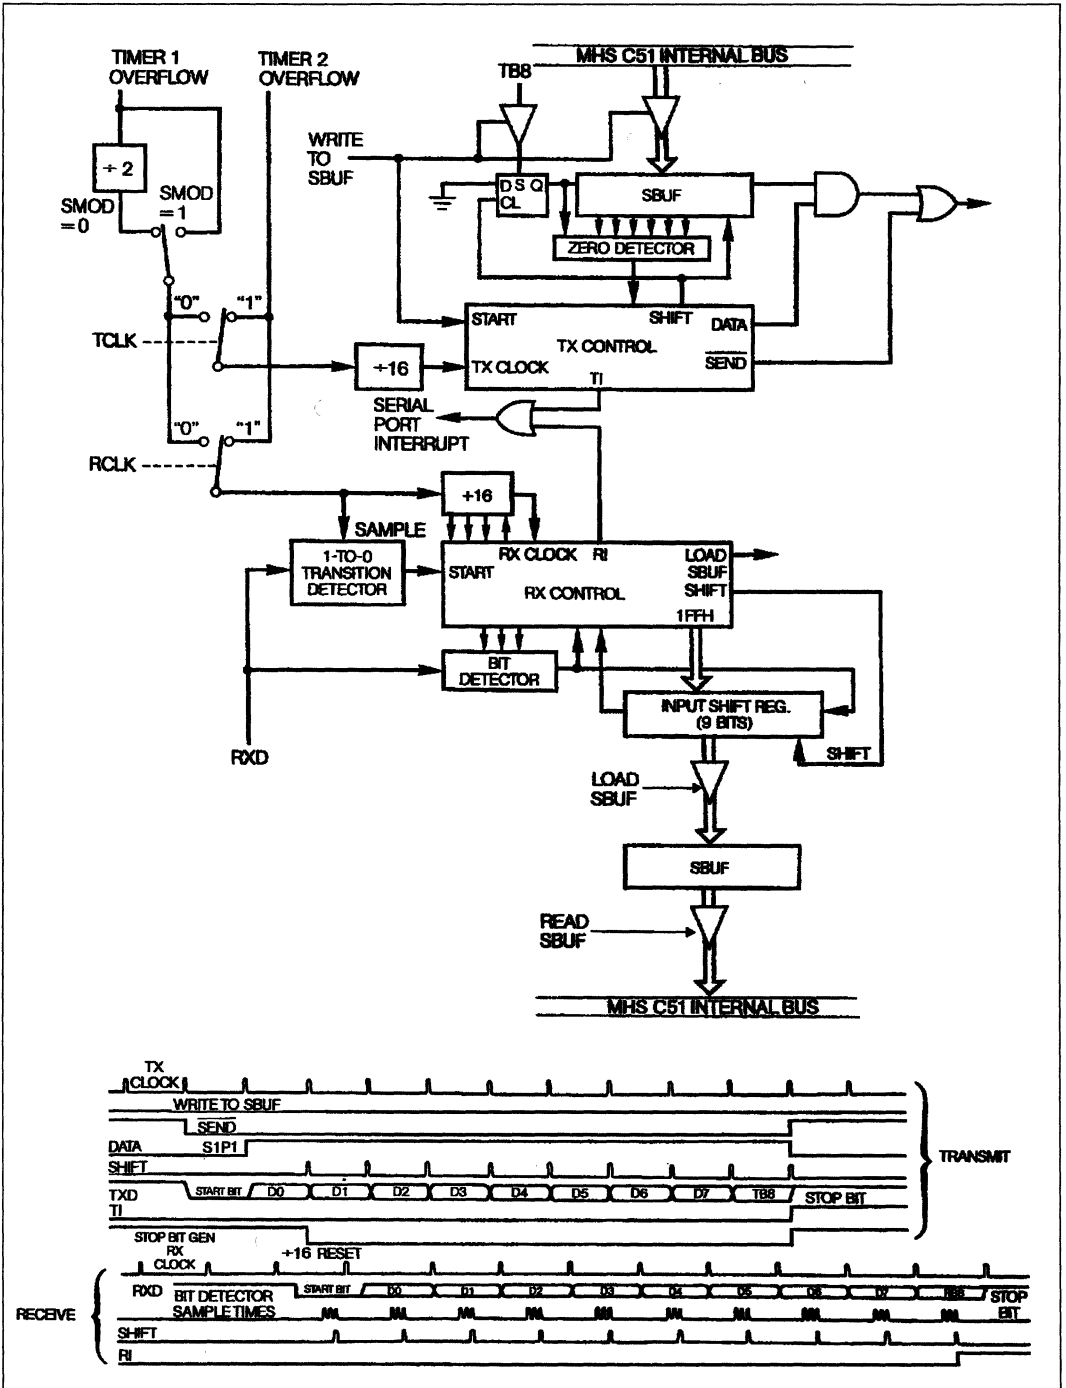 TIMER 1
OVERFLOW
TIMER 2
OVERFLOW
MHS C51 INTERNAL BUS
TB8
WRITE
TO
SBUF
÷ 2
SMOD
= 0
SMOD
= 1
D S Q
CL
SBUF
ZERO DETECTOR
"0"
"1"
TCLK
START
SHIFT
DATA
TX CONTROL
÷16
TX CLOCK
SEND
TI
SERIAL
PORT
INTERRUPT
"0"
"1"
RCLK
+16
SAMPLE
1-TO-0
TRANSITION
DETECTOR
RX CLOCK
RI
LOAD
SBUF
START
SHIFT
RX CONTROL
1FFH
BIT
DETECTOR
INPUT SHIFT REG.
(9 BITS)
RXD
SHIFT
LOAD
SBUF
SBUF
READ
SBUF
MHS C51 INTERNAL BUS
TX
CLOCK
WRITE TO SBUF
SEND
DATA
S1P1
TRANSMIT
SHIFT
TXD
START BIT
D0
D1
D2
D3
D4
D5
D6
D7
TB8
STOP BIT
TI
STOP BIT GEN
RX
CLOCK
+16 RESET
RXD
START BIT
D0
D1
D2
D3
D4
D5
D6
D7
RB8
STOP
BIT
BIT DETECTOR
SAMPLE TIMES
RECEIVE
SHIFT
RI